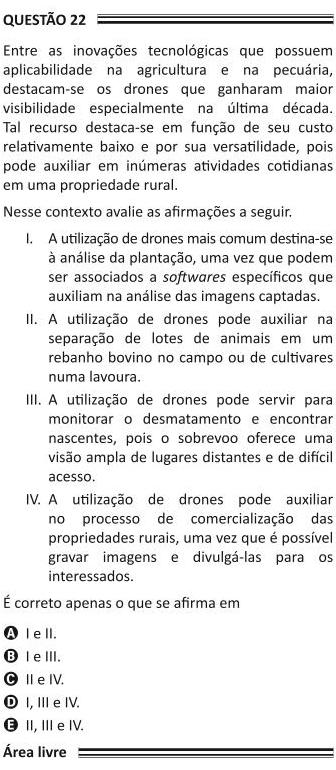 QUESTÃO 22
Entre as inovações tecnológicas que possuem
aplicabilidade na agricultura e na pecuária,
destacam-se os drones que ganharam maior
visibilidade especialmente na última década.
Tal recurso destaca-se em função de seu custo
relativamente baixo e por sua versatilidade, pois
pode auxiliar em inúmeras atividades cotidianas
em uma propriedade rural.
Nesse contexto avalie as afirmações a seguir.
I. A utilização de drones mais comum destina-se
à análise da plantação, uma vez que podem
ser associados a softwares específicos que
auxiliam na análise das imagens captadas.
II. A utilização de drones pode auxiliar na
separação de lotes de animais em um
rebanho bovino no campo ou de cultivares
numa lavoura.
III. A utilização de drones pode servir para
monitorar o desmatamento e encontrar
nascentes, pois o sobrevoo oferece uma
visão ampla de lugares distantes e de difícil
acesso.
IV. A utilização de drones pode auxiliar
no processo de comercialização das
propriedades rurais, uma vez que é possível
gravar imagens e divulgá-las para os
interessados.
É correto apenas o que se afirma em
A I e II.
B I e III.
C II e IV.
D I, III e IV.
E II, III e IV.
Área livre